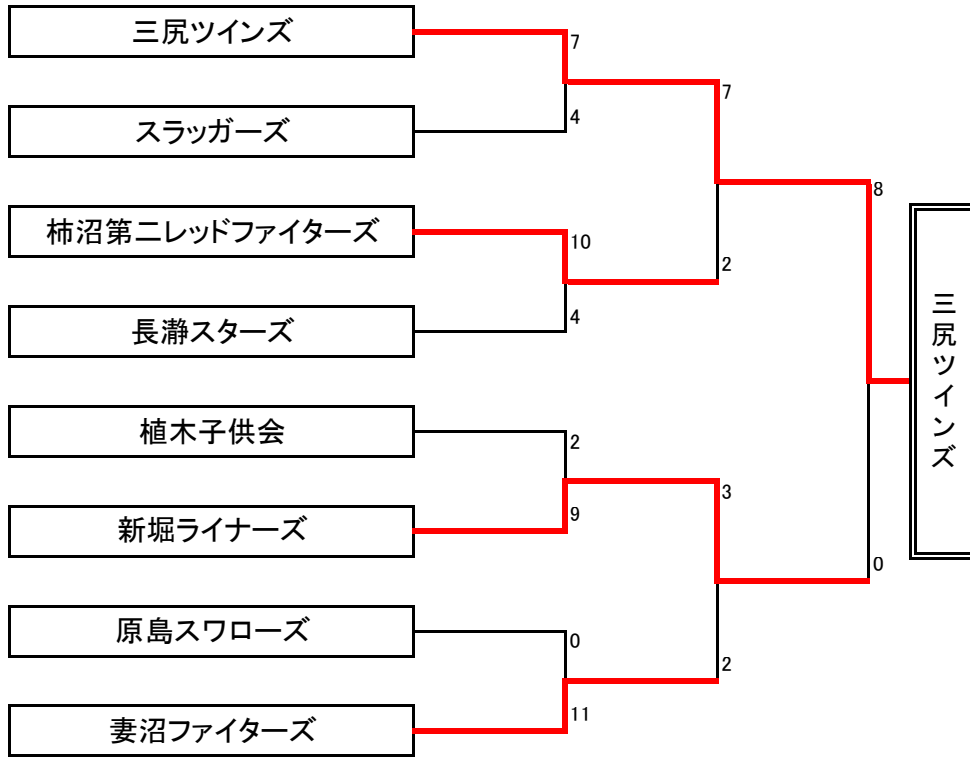 三尻ツインズ
7
7
スラッガーズ
4
8
柿沼第二レッドファイターズ
10
2
長瀞スターズ
4
三尻ツインズ
植木子供会
2
3
新堀ライナーズ
9
0
原島スワローズ
0
2
妻沼ファイターズ
11